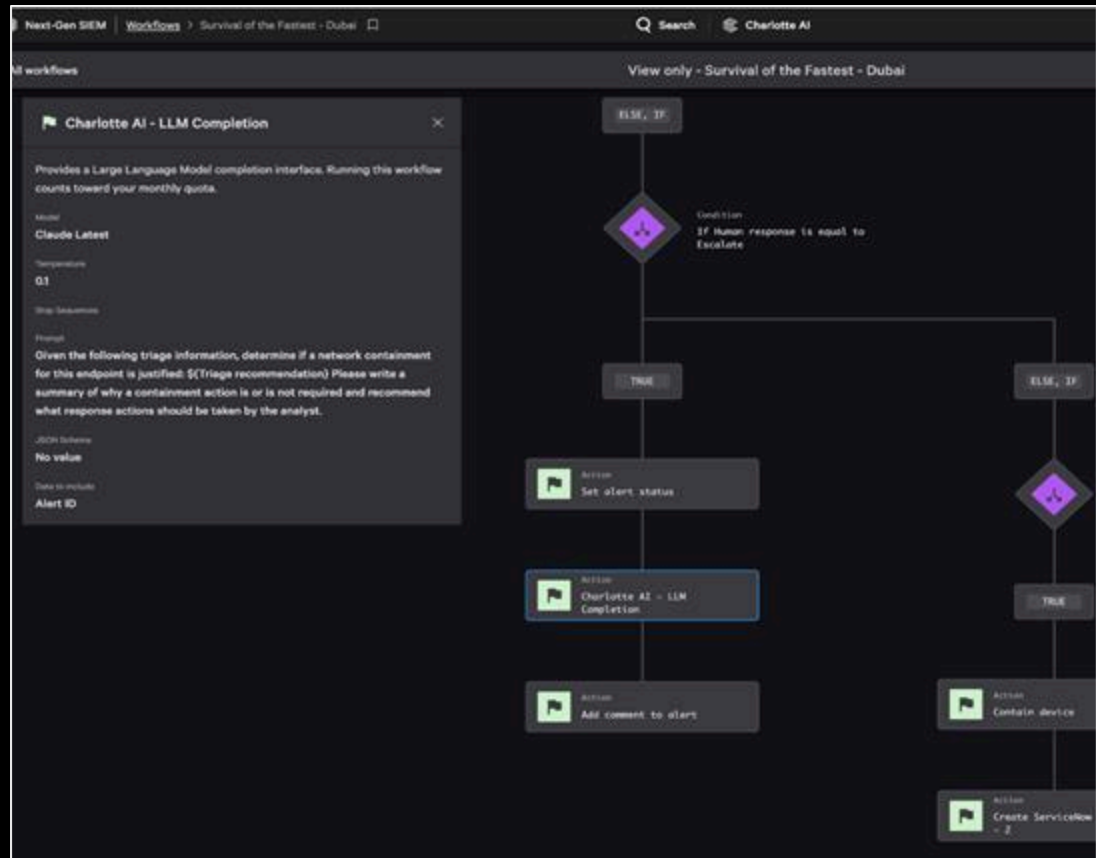 Next-Gen SIEM | Workflows > Survival of the Fastest - Dubai
Search
Charlotte AI
All workflows
View only - Survival of the Fastest - Dubai
Charlotte AI - LLM Completion
Provides a Large Language Model completion interface. Running this workflow
counts toward your monthly quota.
Model
Claude Latest
Temperature
0.1
Stop Sequences
Prompt
Given the following triage information, determine if a network containment
for this endpoint is justified: ${Triage recommendation} Please write a
summary of why a containment action is or is not required and recommend
what response actions should be taken by the analyst.
JSON Schema
No value
Data to include
Alert ID
ELSE, IF
Condition
If Human response is equal to
Escalate
TRUE
ELSE, IF
Action
Set alert status
Action
Charlotte AI - LLM
Completion
TRUE
Action
Add comment to alert
Action
Contain device
Action
Create ServiceNow
- 2